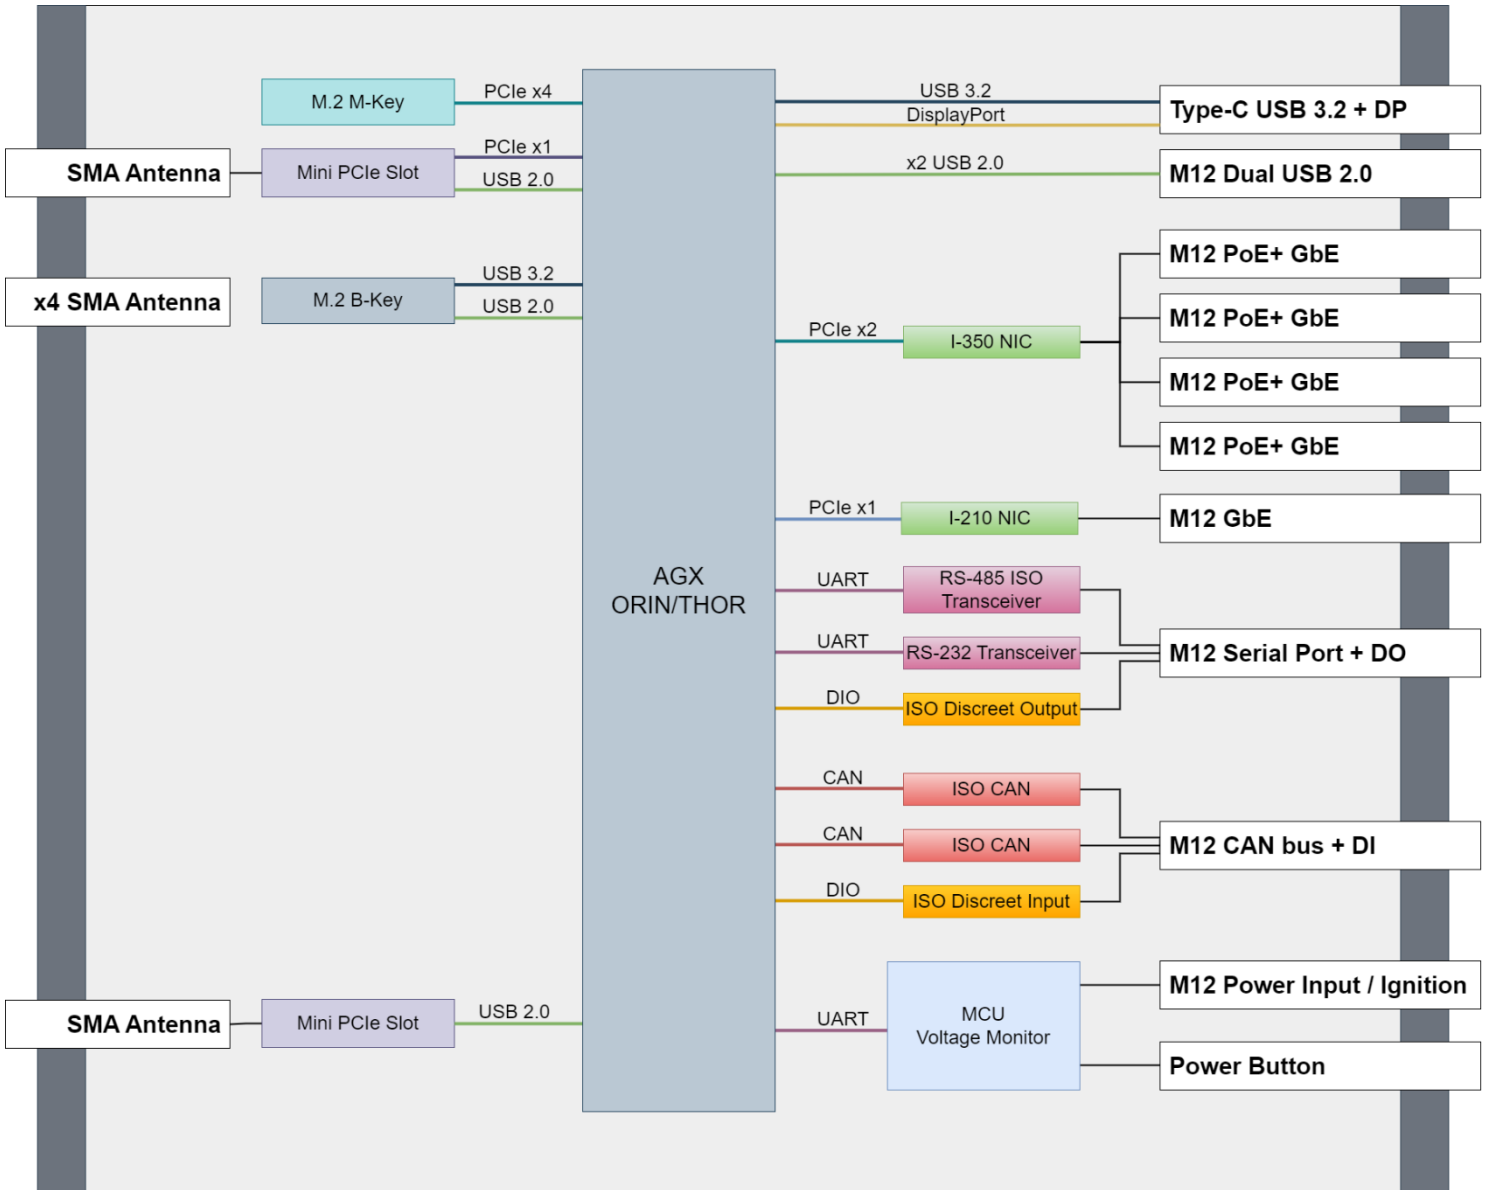 M.2 M-Key
PCIe x4
SMA Antenna
Mini PCIe Slot
PCIe x1
USB 2.0
x4 SMA Antenna
M.2 B-Key
USB 3.2
USB 2.0
SMA Antenna
Mini PCIe Slot
USB 2.0
AGX
ORIN/THOR
USB 3.2
DisplayPort
Type-C USB 3.2 + DP
x2 USB 2.0
M12 Dual USB 2.0
PCIe x2
I-350 NIC
M12 PoE+ GbE
M12 PoE+ GbE
M12 PoE+ GbE
M12 PoE+ GbE
PCIe x1
I-210 NIC
M12 GbE
UART
RS-485 ISO
Transceiver
UART
RS-232 Transceiver
DIO
ISO Discreet Output
M12 Serial Port + DO
CAN
ISO CAN
CAN
ISO CAN
DIO
ISO Discreet Input
M12 CAN bus + DI
UART
MCU
Voltage Monitor
M12 Power Input / Ignition
Power Button